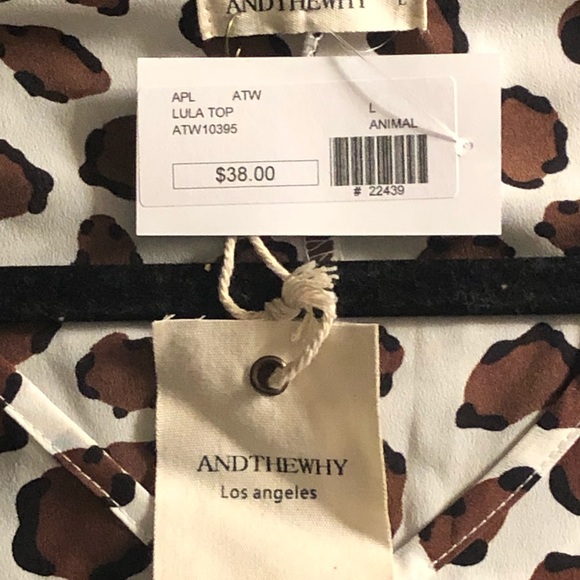 ANDTHEWHY L
APL ATW
LULA TOP L
ATW10395 ANIMAL
$38.00
# 22439
ANDTHEWHY
Los angeles